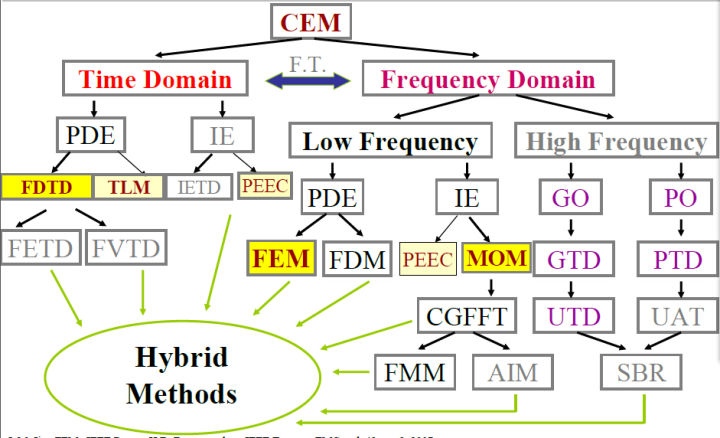 CEM
F.T.
Time Domain
Frequency Domain
PDE
IE
Low Frequency
High Frequency
FDTD
TLM
IETD
PEEC
PDE
IE
GO
PO
FETD
FVTD
FEM
FDM
PEEC
MOM
GTD
PTD
CGFFT
UTD
UAT
Hybrid
Methods
FMM
AIM
SBR